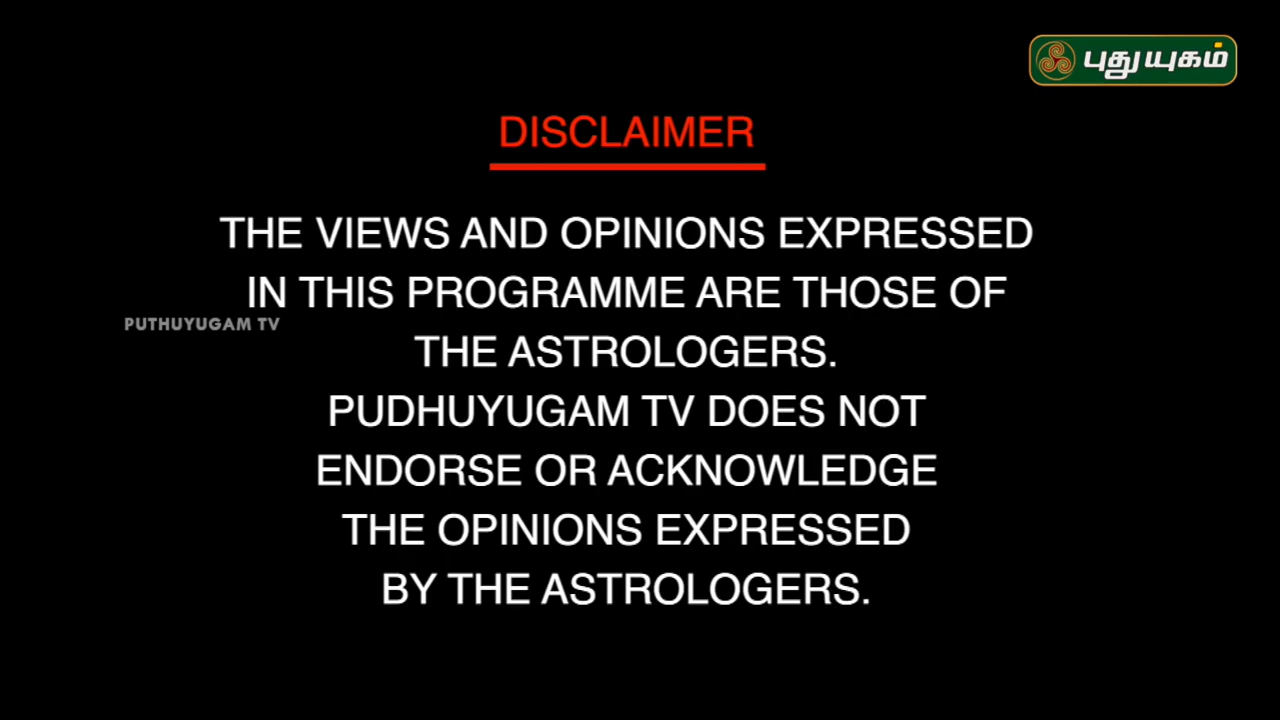 புதுயுகம்
DISCLAIMER
THE VIEWS AND OPINIONS EXPRESSED
IN THIS PROGRAMME ARE THOSE OF
PUTHUYUGAM TV
THE ASTROLOGERS.
PUDHUYUGAM TV DOES NOT
ENDORSE OR ACKNOWLEDGE
THE OPINIONS EXPRESSED
BY THE ASTROLOGERS.